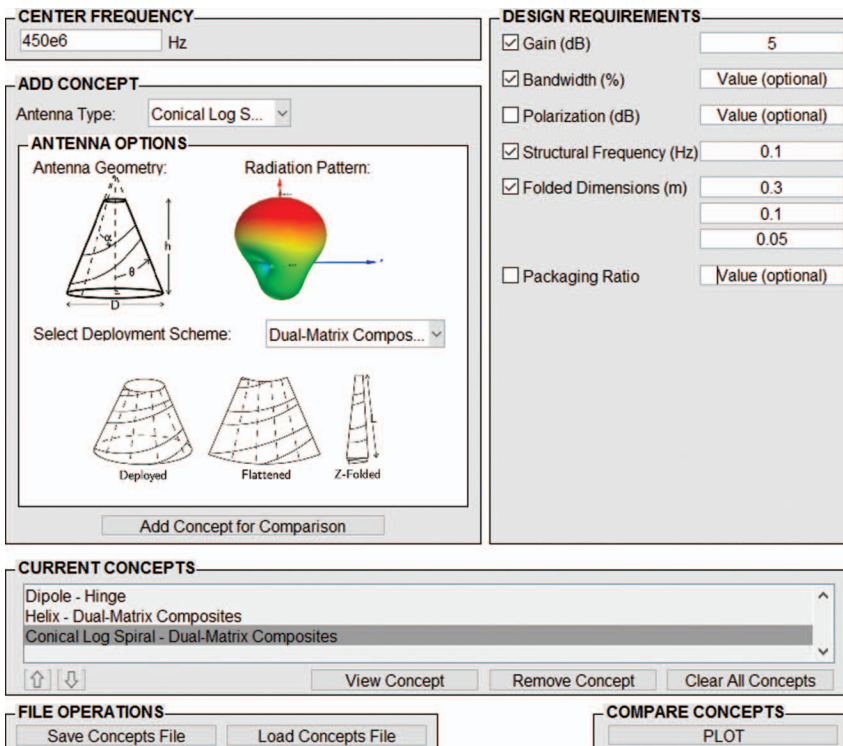 CENTER FREQUENCY
450e6 Hz
ADD CONCEPT
Antenna Type: Conical Log S...
ANTENNA OPTIONS
Antenna Geometry: Radiation Pattern:
α
h
θ
D
Select Deployment Scheme: Dual-Matrix Compos...
L
Deployed Flattened Z-Folded
Add Concept for Comparison
DESIGN REQUIREMENTS
Gain (dB) 5
Bandwidth (%) Value (optional)
Polarization (dB) Value (optional)
Structural Frequency (Hz) 0.1
Folded Dimensions (m) 0.3
0.1
0.05
Packaging Ratio Value (optional)
CURRENT CONCEPTS
Dipole - Hinge
Helix - Dual-Matrix Composites
Conical Log Spiral - Dual-Matrix Composites
View Concept Remove Concept Clear All Concepts
FILE OPERATIONS
Save Concepts File Load Concepts File
COMPARE CONCEPTS
PLOT